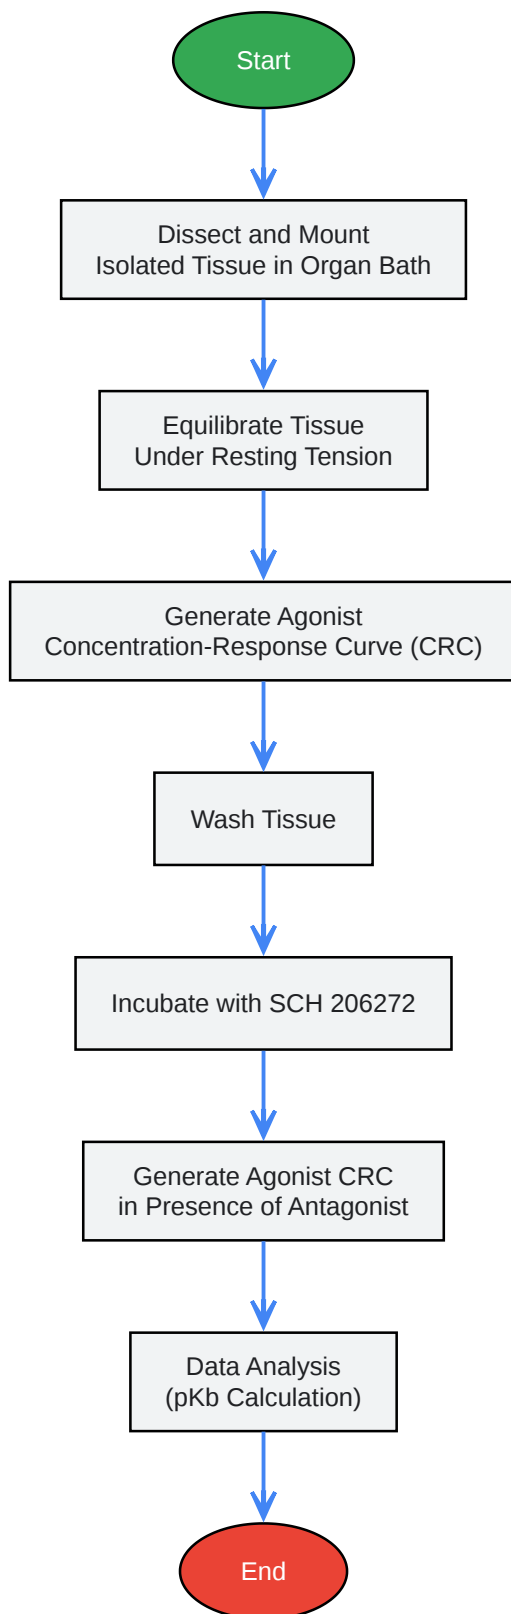 Start
Dissect and Mount
Isolated Tissue in Organ Bath
Equilibrate Tissue
Under Resting Tension
Generate Agonist
Concentration-Response Curve (CRC)
Wash Tissue
Incubate with SCH 206272
Generate Agonist CRC
in Presence of Antagonist
Data Analysis
(pKb Calculation)
End